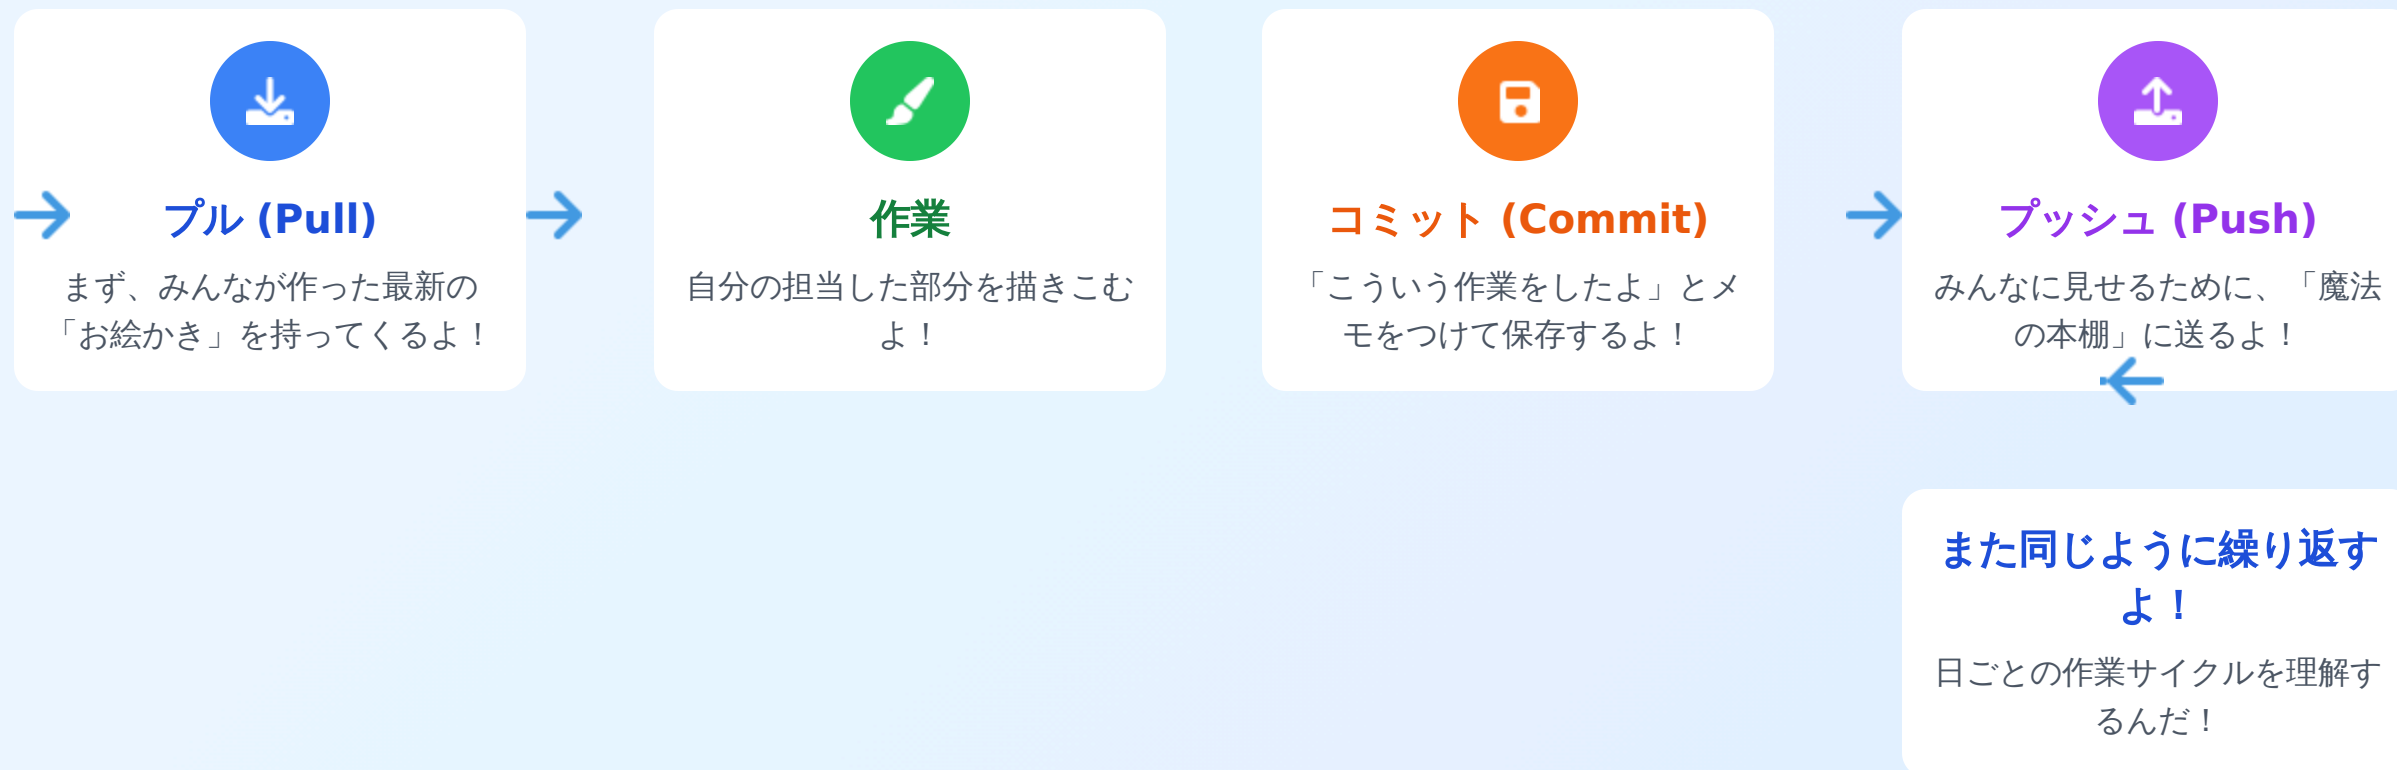 プル (Pull)
まず、みんなが作った最新の
「お絵かき」を持ってくるよ！
作業
自分の担当した部分を描きこむ
よ！
コミット (Commit)
「こういう作業をしたよ」とメ
モをつけて保存するよ！
プッシュ (Push)
みんなに見せるために、「魔法
の本棚」に送るよ！
また同じように繰り返す
よ！
日ごとの作業サイクルを理解す
るんだ！